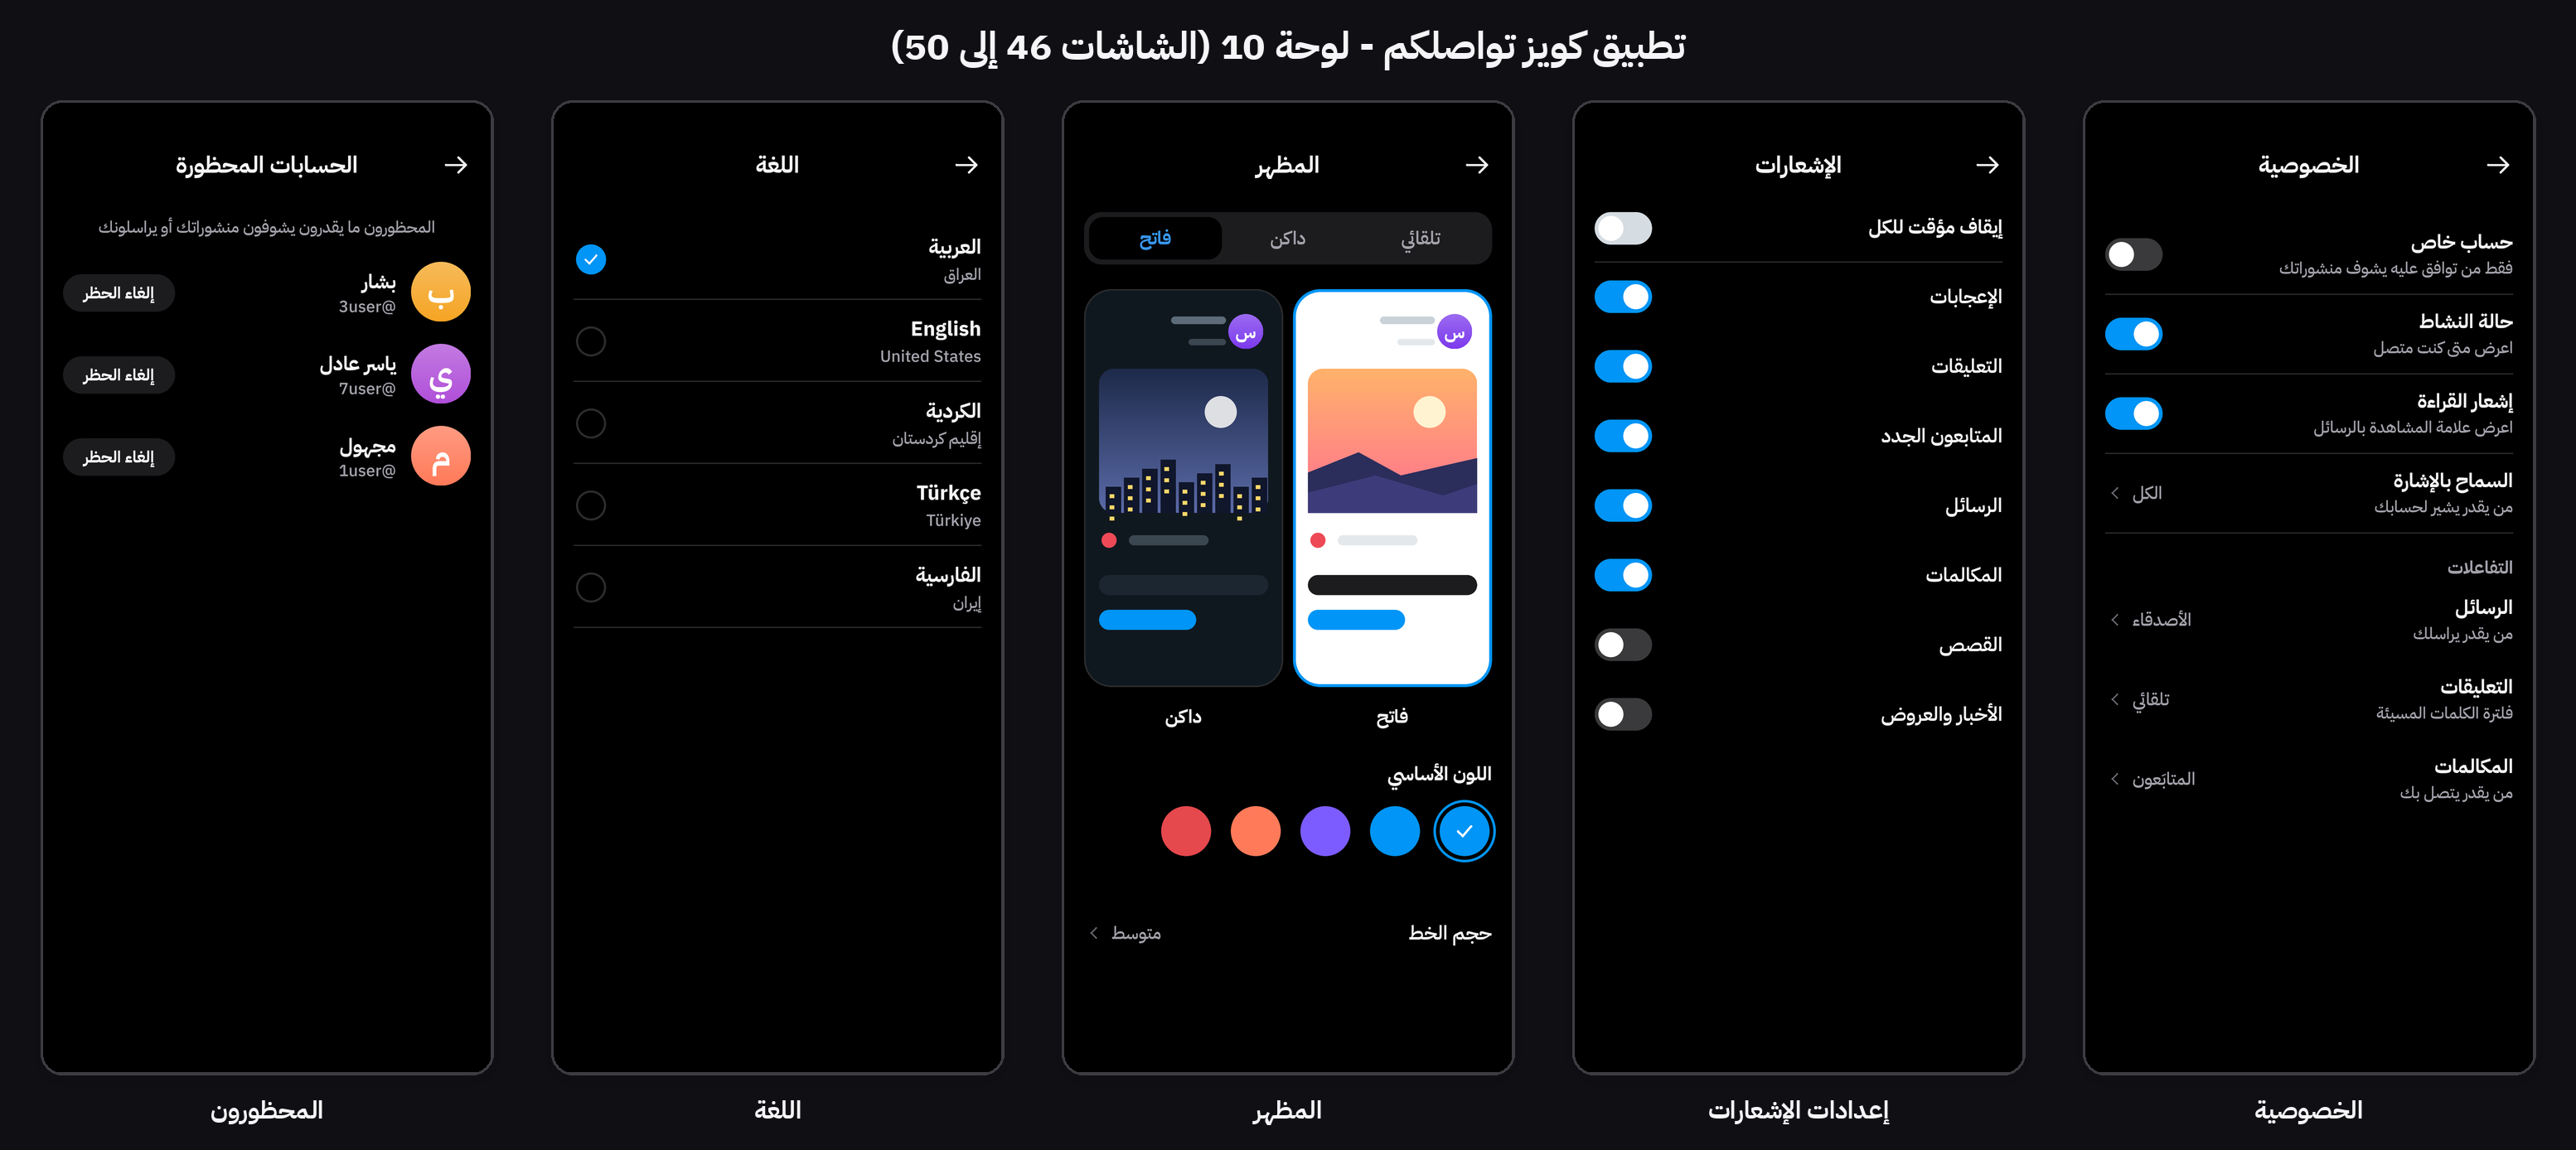 تطبيق كويز تواصلكم - لوحة 10 (الشاشات 46 إلى 50)
الخصوصية
حساب خاص
فقط من توافق عليه يشوف منشوراتك
حالة النشاط
اعرض متى كنت متصل
إشعار القراءة
اعرض علامة المشاهدة بالرسائل
السماح بالإشارة
الكل
من يقدر يشير لحسابك
التفاعلات
الرسائل
الأصدقاء
من يقدر يراسلك
التعليقات
تلقائي
فلترة الكلمات المسيئة
المكالمات
المتابَعون
من يقدر يتصل بك
الخصوصية
الإشعارات
إيقاف مؤقت للكل
الإعجابات
التعليقات
المتابعون الجدد
الرسائل
المكالمات
القصص
الأخبار والعروض
إعدادات الإشعارات
المظهر
تلقائي داكن فاتح
س س
فاتح داكن
اللون الأساسي
حجم الخط متوسط
المظهر
اللغة
العربية
العراق
English
United States
الكردية
إقليم كردستان
Türkçe
Türkiye
الفارسية
إيران
اللغة
الحسابات المحظورة
المحظورون ما يقدرون يشوفون منشوراتك أو يراسلونك
ب
بشار
3user@
إلغاء الحظر
ي
ياسر عادل
7user@
إلغاء الحظر
م
مجهول
1user@
إلغاء الحظر
المحظورون